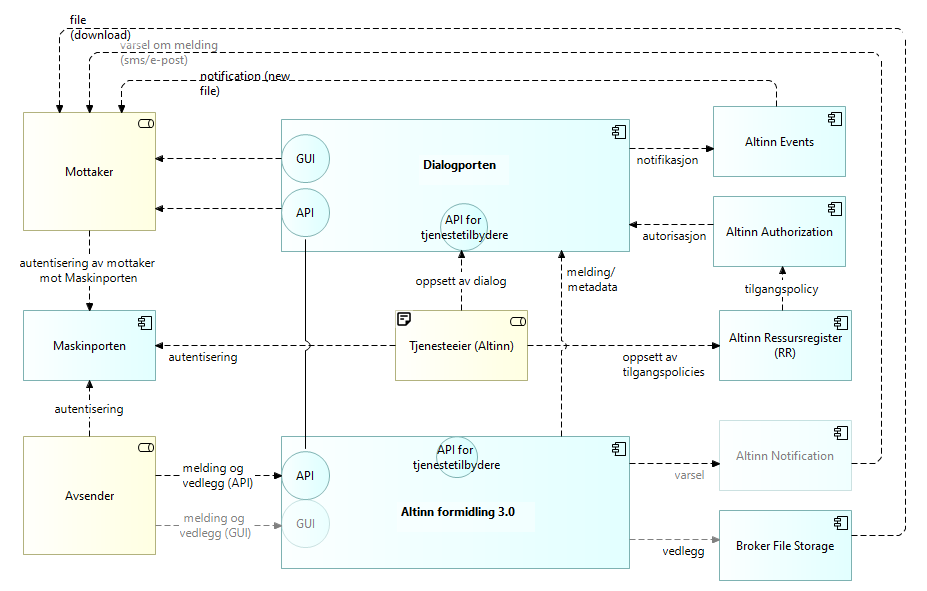 file
(download)
varsel om melding
(sms/e-post)
notification (new
file)
Mottaker
GUI
API
Dialogporten
API for
tjenestetilbydere
notifikasjon
Altinn Events
autorisasjon
Altinn Authorization
autentisering av mottaker
mot Maskinporten
oppsett av dialog
melding/
metadata
tilgangspolicy
Maskinporten
autentisering
Tjenesteeier (Altinn)
oppsett av
tilgangspolicies
Altinn Ressursregister
(RR)
autentisering
Avsender
melding og
vedlegg (API)
melding og
vedlegg (GUI)
API
GUI
API for
tjenestetilbydere
Altinn formidling 3.0
varsel
Altinn Notification
vedlegg
Broker File Storage